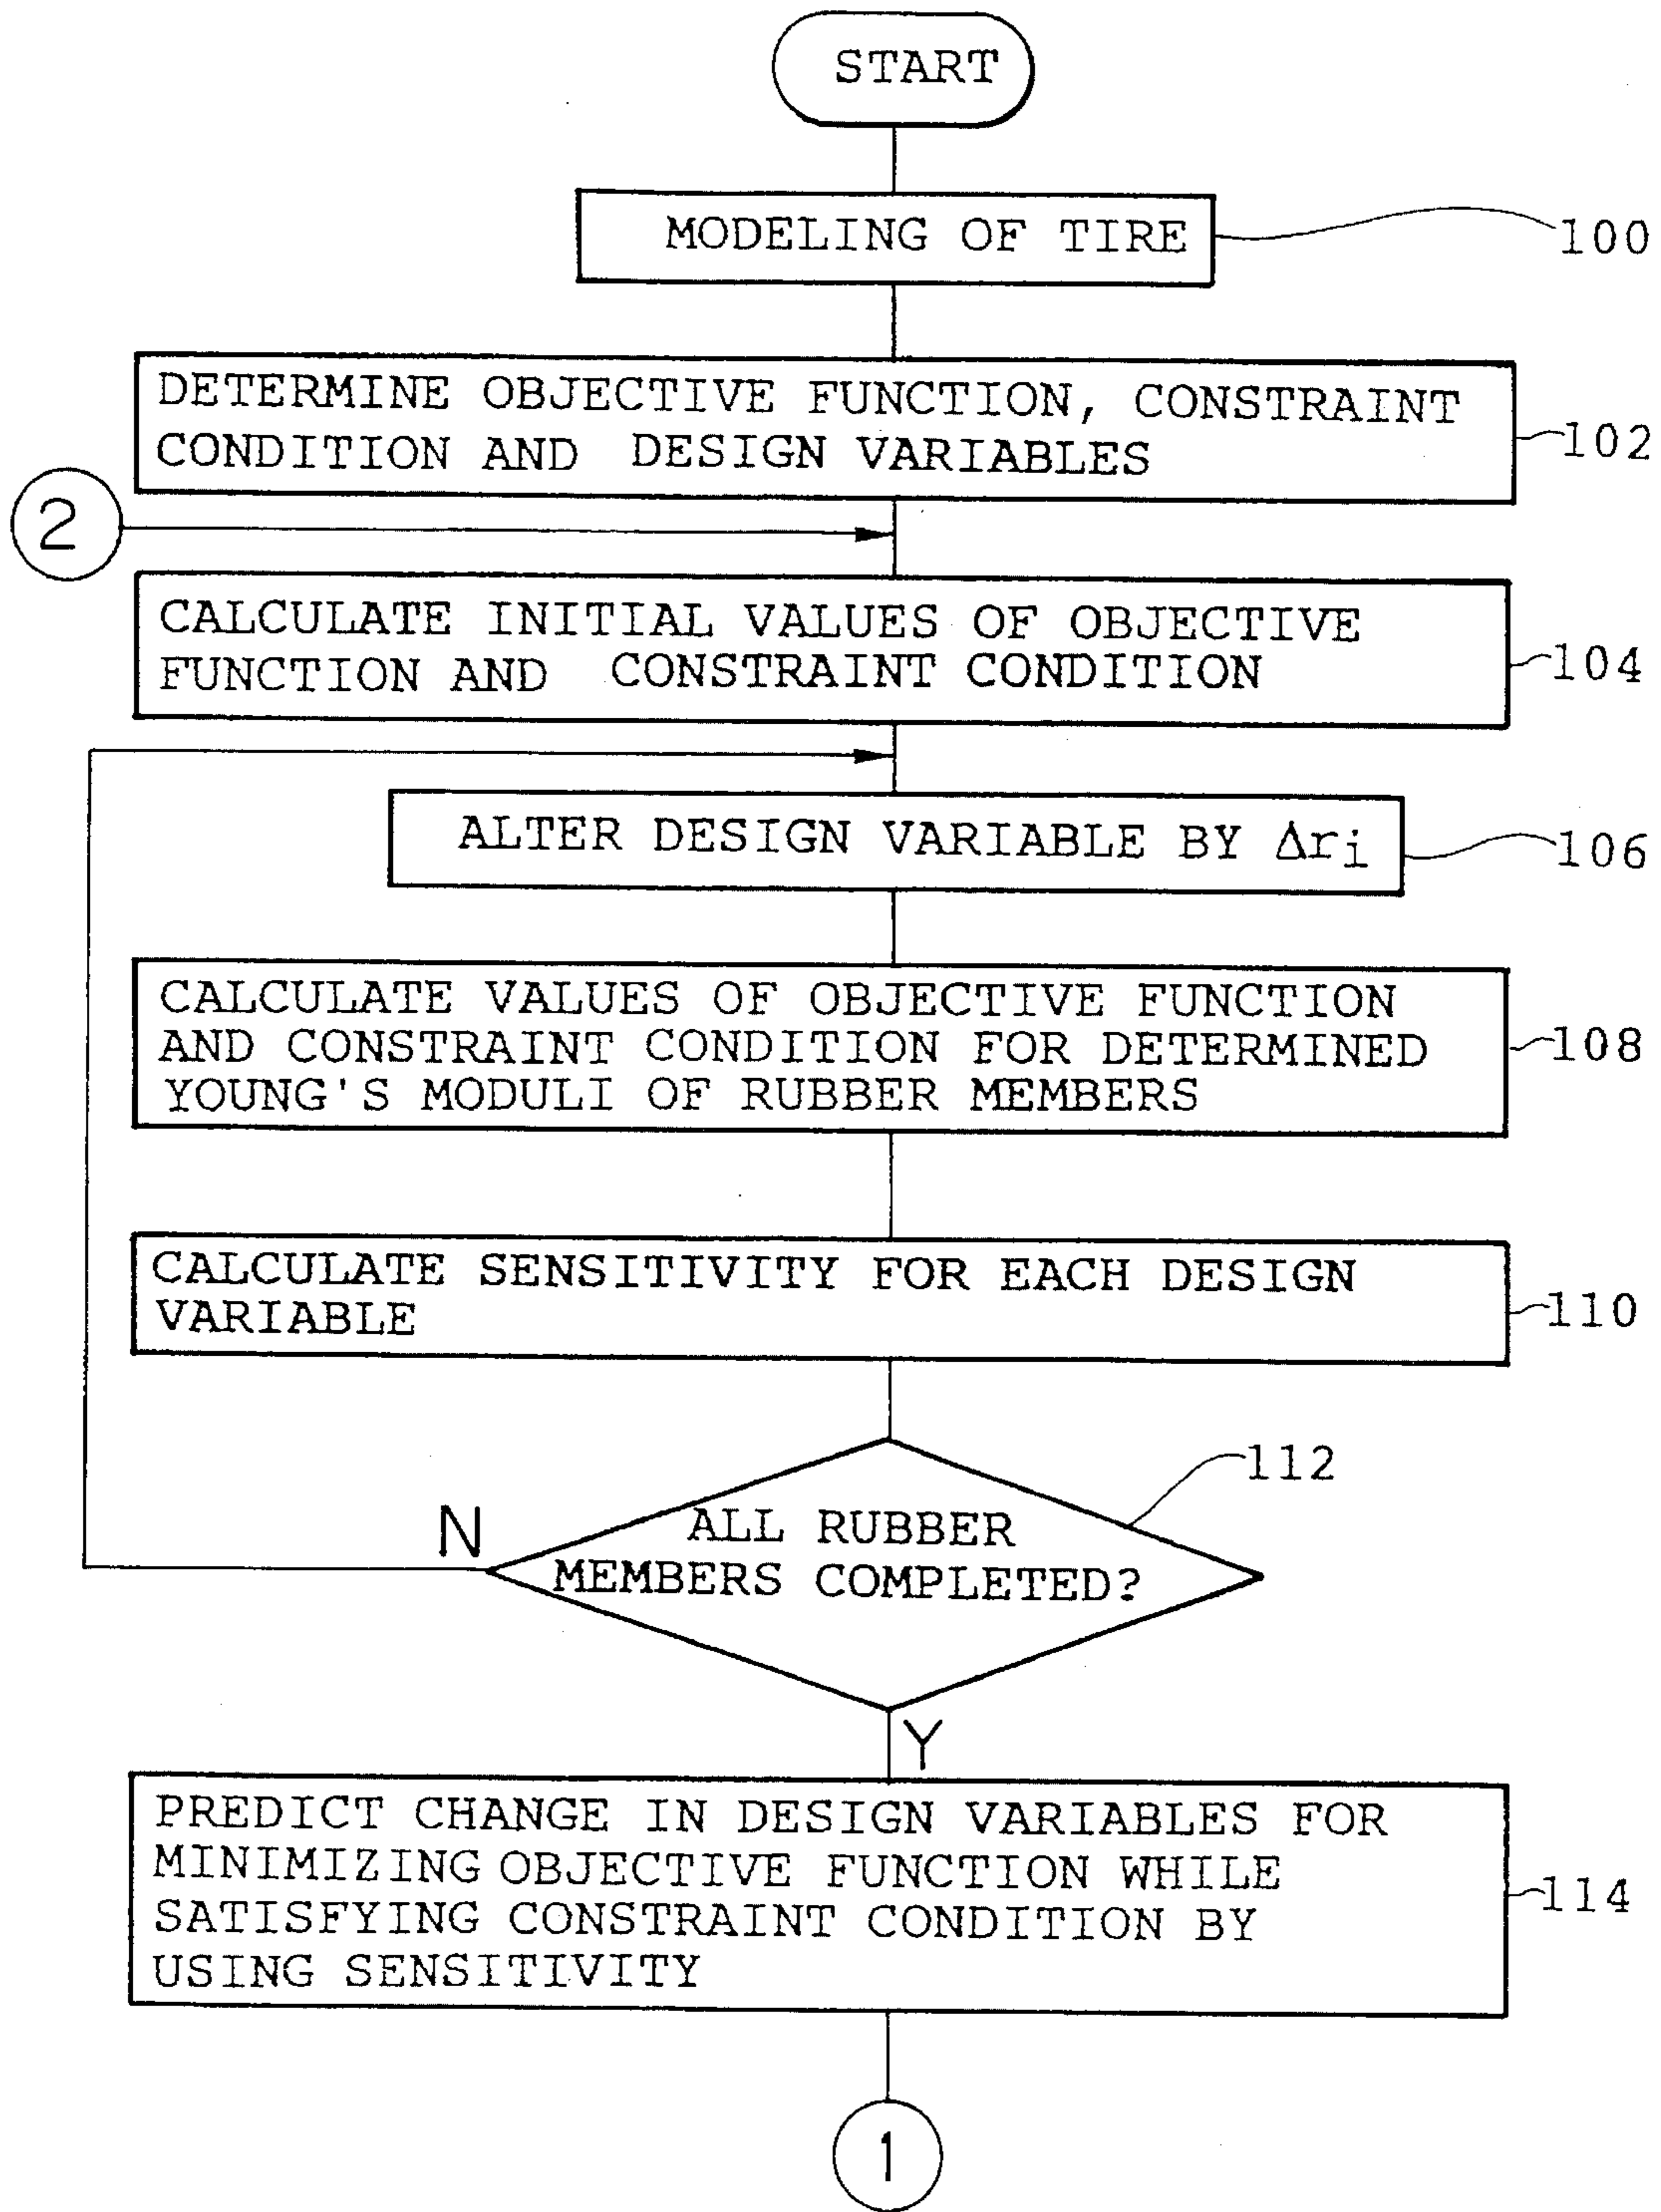 START
MODELING OF TIRE
100
DETERMINE OBJECTIVE FUNCTION, CONSTRAINT
CONDITION AND DESIGN VARIABLES
102
2
CALCULATE INITIAL VALUES OF OBJECTIVE
FUNCTION AND CONSTRAINT CONDITION
104
ALTER DESIGN VARIABLE BY Δri
106
CALCULATE VALUES OF OBJECTIVE FUNCTION
AND CONSTRAINT CONDITION FOR DETERMINED
YOUNG'S MODULI OF RUBBER MEMBERS
108
CALCULATE SENSITIVITY FOR EACH DESIGN
VARIABLE
110
112
N
ALL RUBBER
MEMBERS COMPLETED?
Y
PREDICT CHANGE IN DESIGN VARIABLES FOR
MINIMIZING OBJECTIVE FUNCTION WHILE
SATISFYING CONSTRAINT CONDITION BY
USING SENSITIVITY
114
1